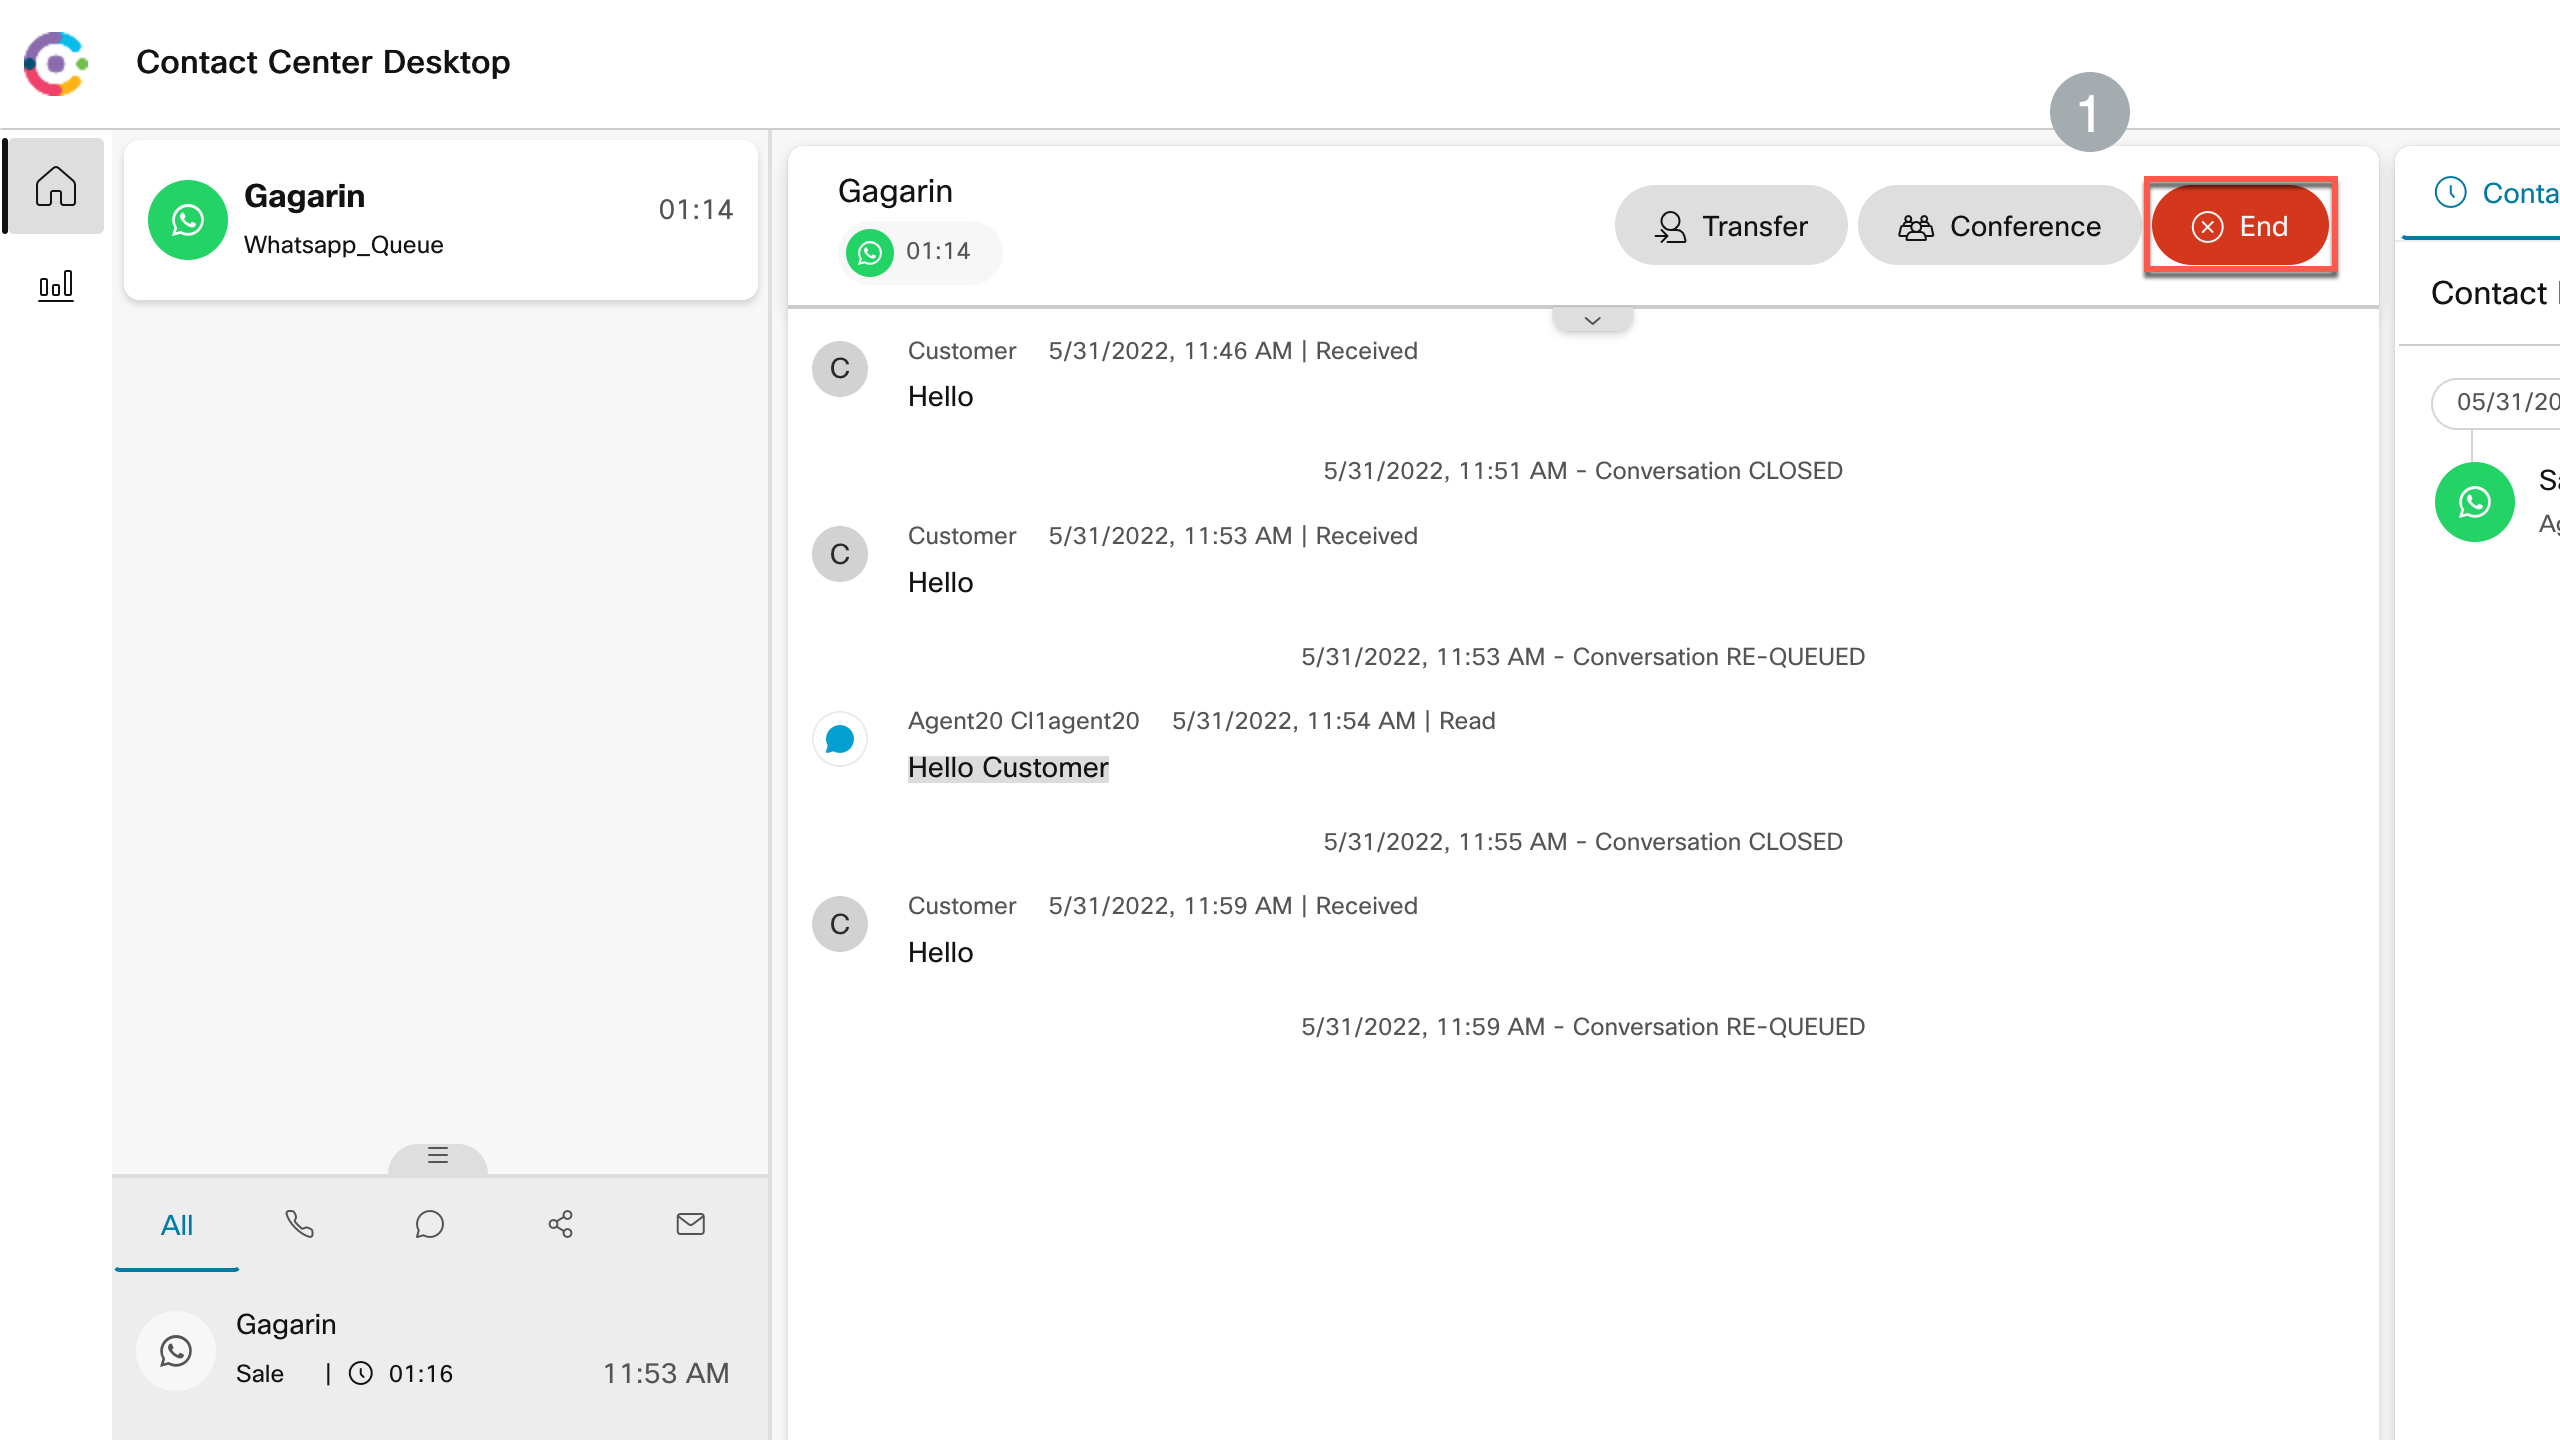 Contact Center Desktop
1
Gagarin
Whatsapp_Queue
01:14
Gagarin
01:14
Transfer
Conference
End
Customer 5/31/2022, 11:46 AM | Received
C
Hello
5/31/2022, 11:51 AM - Conversation CLOSED
Customer 5/31/2022, 11:53 AM | Received
C
Hello
5/31/2022, 11:53 AM - Conversation RE-QUEUED
Agent20 Cl1agent20 5/31/2022, 11:54 AM | Read
Hello Customer
5/31/2022, 11:55 AM - Conversation CLOSED
Customer 5/31/2022, 11:59 AM | Received
C
Hello
5/31/2022, 11:59 AM - Conversation RE-QUEUED
All
Gagarin
Sale | 01:16
11:53 AM
Conta
Contact
05/31/20